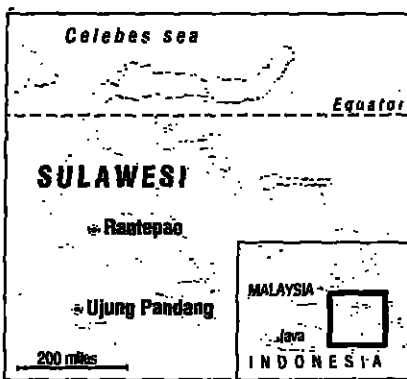 Celebes sea
Equator
SULAWESI
Rantepao
Ujung Pandang
200 miles
MALAYSIA
Java
INDONESIA